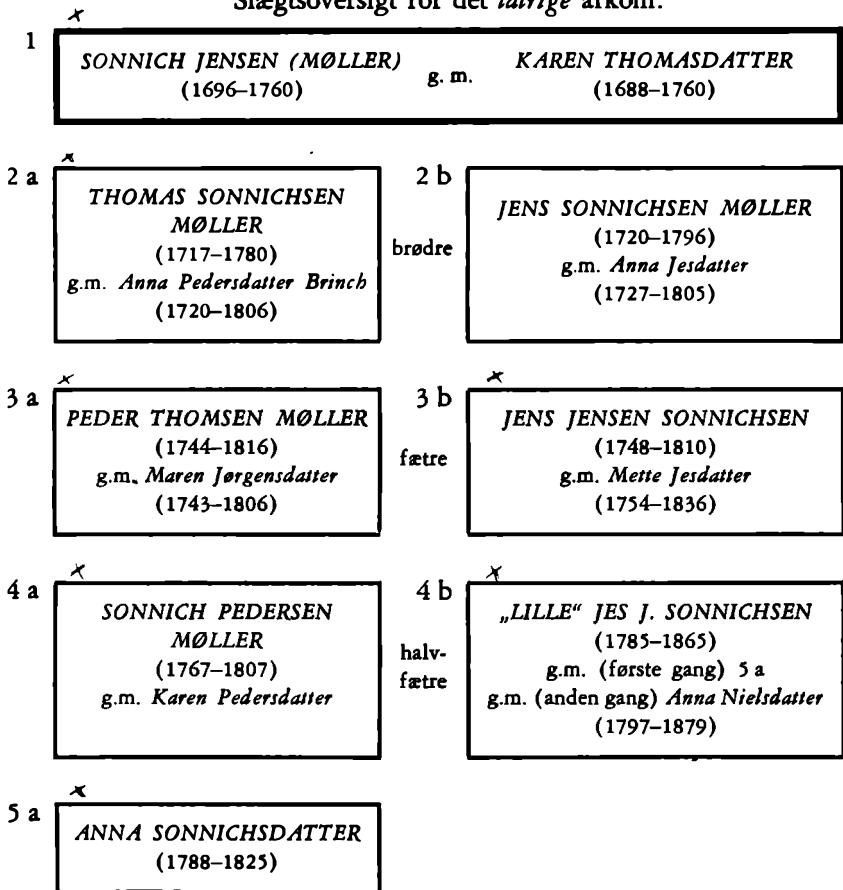 Slægtsoversigt for det talrige afkom.
1
SONNICH JENSEN (MØLLER) g. m. KAREN THOMASDATTER
(1696–1760) (1688–1760)
2 a
THOMAS SONNICHSEN
MØLLER
(1717–1780)
g.m. Anna Pedersdatter Brinch
(1720–1806)
brødre
2 b
JENS SONNICHSEN MØLLER
(1720–1796)
g.m. Anna Jesdatter
(1727–1805)
3 a
PEDER THOMSEN MØLLER
(1744–1816)
g.m. Maren Jørgensdatter
(1743–1806)
fætre
3 b
JENS JENSEN SONNICHSEN
(1748–1810)
g.m. Mette Jesdatter
(1754–1836)
4 a
SONNICH PEDERSEN
MØLLER
(1767–1807)
g.m. Karen Pedersdatter
halv-
fætre
4 b
„LILLE“ JES J. SONNICHSEN
(1785–1865)
g.m. (første gang) 5 a
g.m. (anden gang) Anna Nielsdatter
(1797–1879)
5 a
ANNA SONNICHSDATTER
(1788–1825)